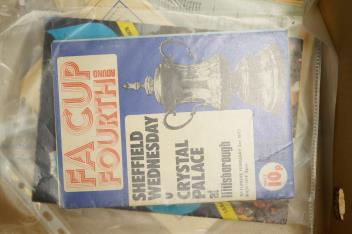 FA CUP
FOURTH
ROUND
SHEFFIELD
WEDNESDAY
v
CRYSTAL
PALACE
at
Hillsborough
10p